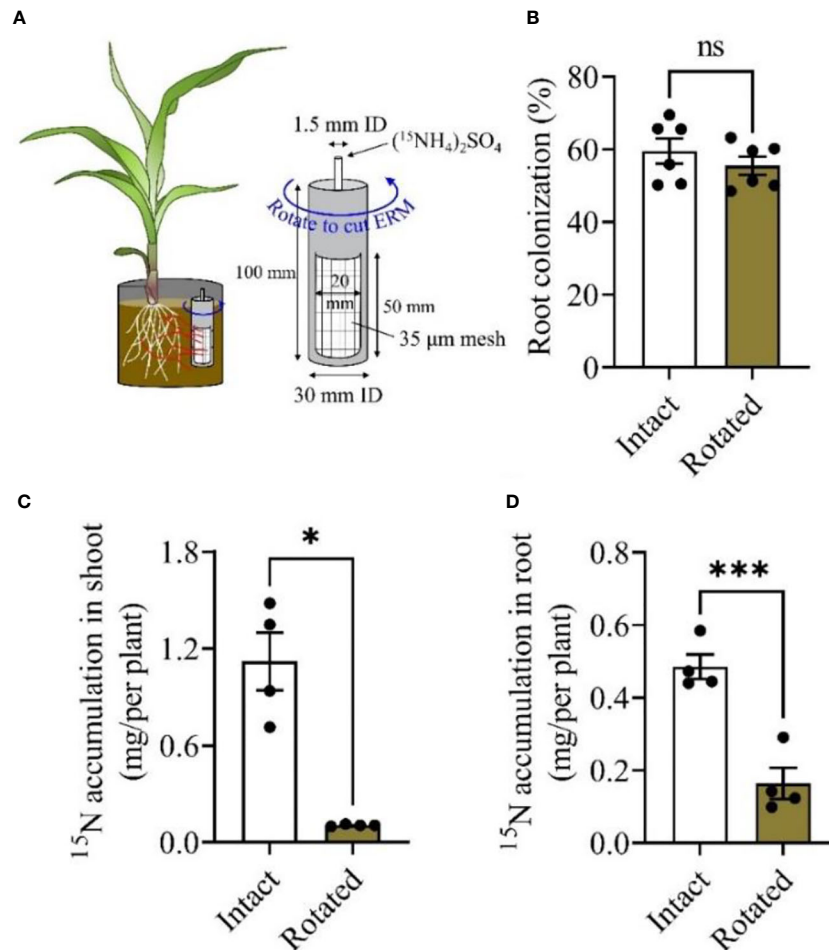 A
1.5 mm ID
(¹⁵NH₄)₂SO₄
Rotate to cut ERM
100 mm
20 mm
50 mm
35 μm mesh
30 mm ID
B
ns
Root colonization (%)
80
60
40
20
0
Intact
Rotated
C
*
¹⁵N accumulation in shoot
(mg/per plant)
1.8
1.2
0.6
0.0
Intact
Rotated
D
***
¹⁵N accumulation in root
(mg/per plant)
0.8
0.6
0.4
0.2
0.0
Intact
Rotated